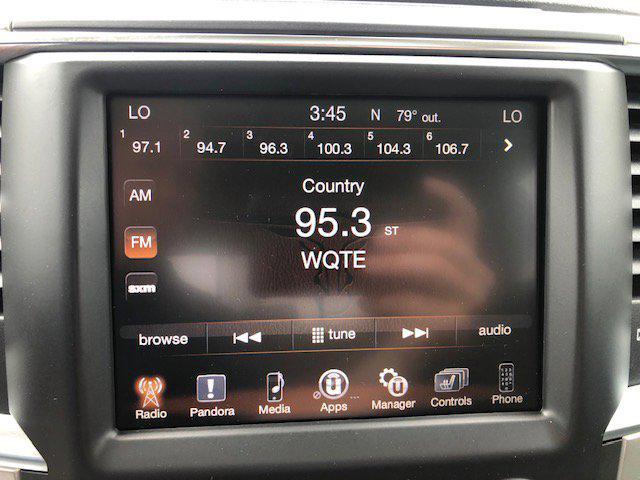 LO 3:45 N 79° out. LO
1 97.1 2 94.7 3 96.3 4 100.3 5 104.3 6 106.7
AM
Country
FM
95.3 ST
WQTE
sxm
browse tune audio
Radio Pandora Media Apps Manager Controls Phone